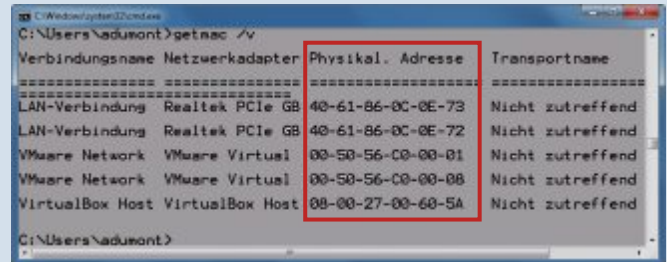 C:\Windows\system32\cmd.exe
C:\Users\adumont>getmac /v
Verbindungsname Netzwerkadapter Physikal. Adresse Transportname
=============== =============== =================== ==========================================================
LAN-Verbindung Realtek PCIe GB 40-61-86-0C-0E-73 Nicht zutreffend
LAN-Verbindung Realtek PCIe GB 40-61-86-0C-0E-72 Nicht zutreffend
VMware Network VMware Virtual 00-50-56-C0-00-01 Nicht zutreffend
VMware Network VMware Virtual 00-50-56-C0-00-08 Nicht zutreffend
VirtualBox Host VirtualBox Host 08-00-27-00-60-5A Nicht zutreffend
C:\Users\adumont>